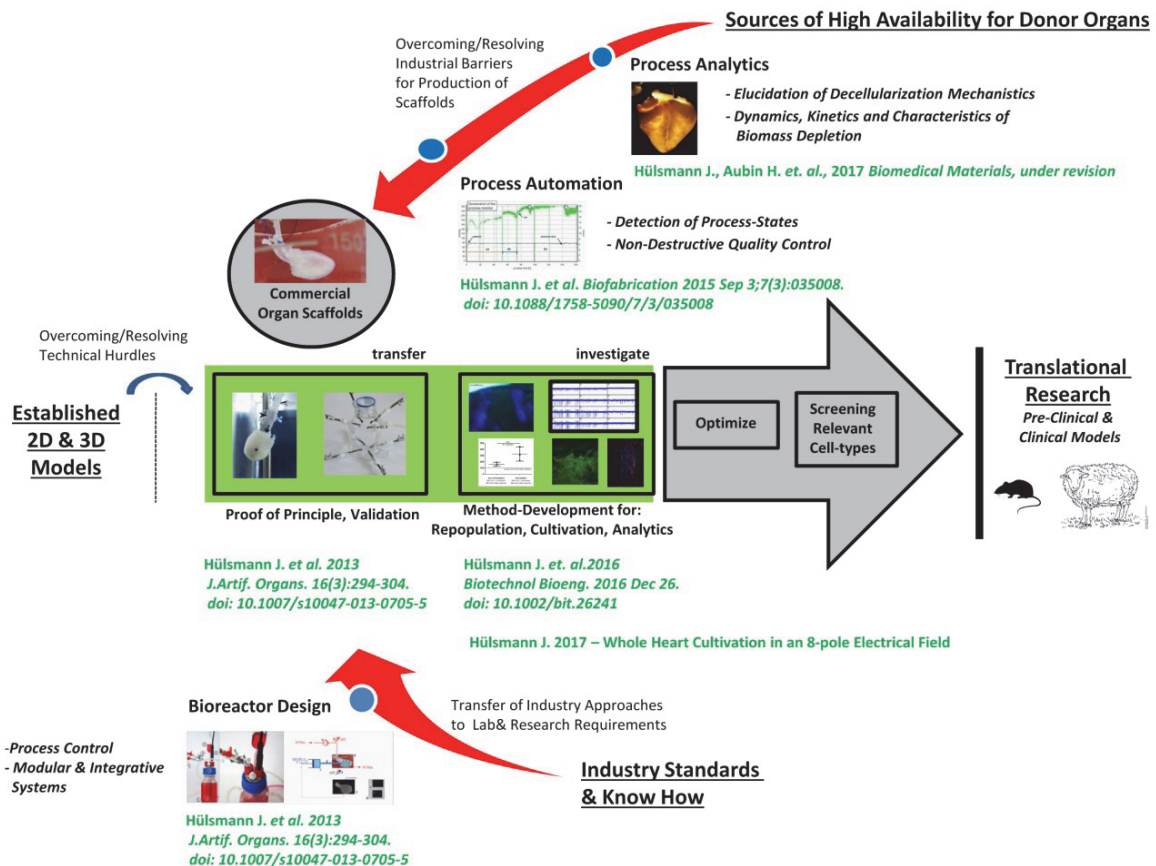 Sources of High Availability for Donor Organs
Overcoming/Resolving
Industrial Barriers
for Production of
Scaffolds
Process Analytics
- Elucidation of Decellularization Mechanistics
- Dynamics, Kinetics and Characteristics of
Biomass Depletion
Hülsmann J., Aubin H. et. al., 2017 Biomedical Materials, under revision
Process Automation
- Detection of Process-States
- Non-Destructive Quality Control
Hülsmann J. et al. Biofabrication 2015 Sep 3;7(3):035008.
doi: 10.1088/1758-5090/7/3/035008
150
Commercial
Organ Scaffolds
Overcoming/Resolving
Technical Hurdles
transfer
investigate
Established
2D & 3D
Models
Optimize
Screening
Relevant
Cell-types
Translational
Research
Pre-Clinical &
Clinical Models
Proof of Principle, Validation
Method-Development for:
Repopulation, Cultivation, Analytics
Hülsmann J. et al. 2013
J.Artif. Organs. 16(3):294-304.
doi: 10.1007/s10047-013-0705-5
Hülsmann J. et. al.2016
Biotechnol Bioeng. 2016 Dec 26.
doi: 10.1002/bit.26241
Hülsmann J. 2017 – Whole Heart Cultivation in an 8-pole Electrical Field
Bioreactor Design
Transfer of Industry Approaches
to Lab& Research Requirements
-Process Control
- Modular & Integrative
Systems
Industry Standards
& Know How
Hülsmann J. et al. 2013
J.Artif. Organs. 16(3):294-304.
doi: 10.1007/s10047-013-0705-5